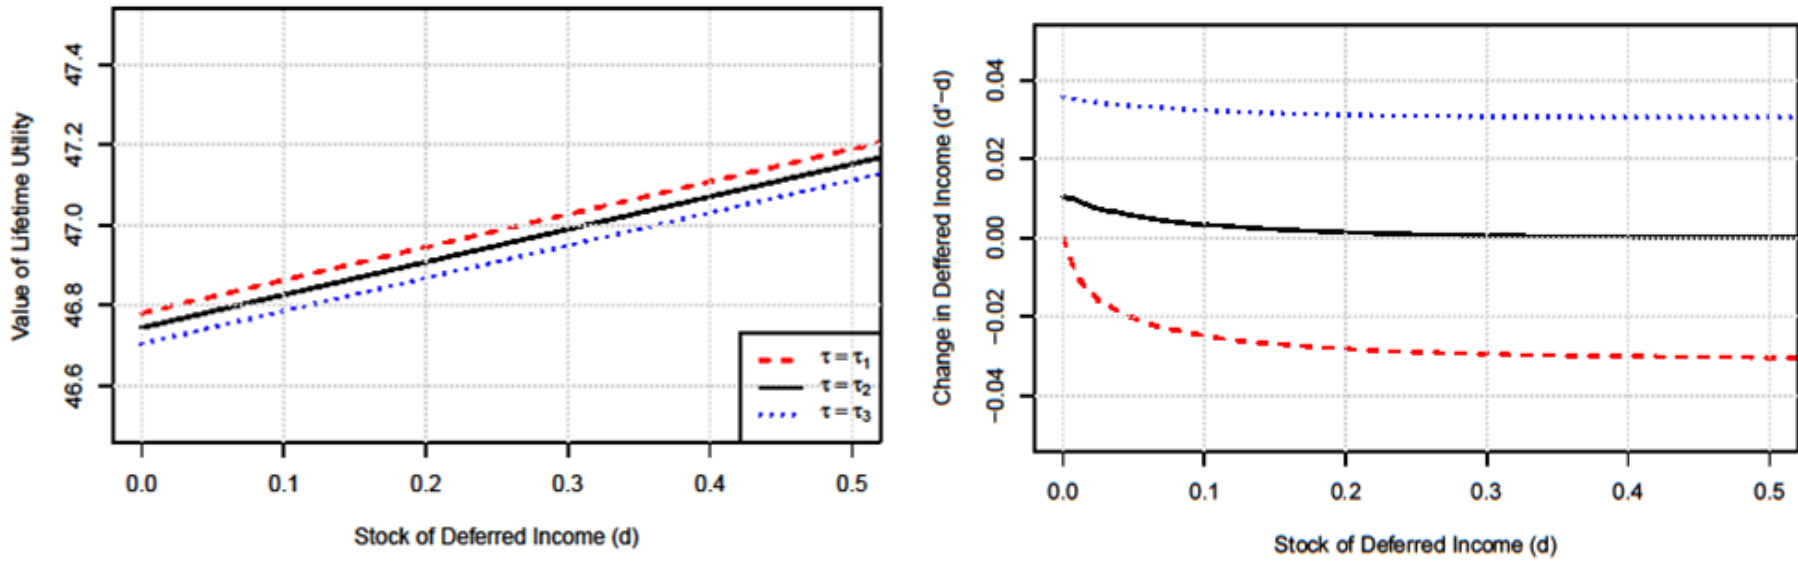 Value of Lifetime Utility
47.4
47.2
47.0
46.8
46.6
τ = τ1
τ = τ2
τ = τ3
0.0 0.1 0.2 0.3 0.4 0.5
Stock of Deferred Income (d)
Change in Deffered Income (d'−d)
0.04
0.02
0.00
−0.02
−0.04
0.0 0.1 0.2 0.3 0.4 0.5
Stock of Deferred Income (d)